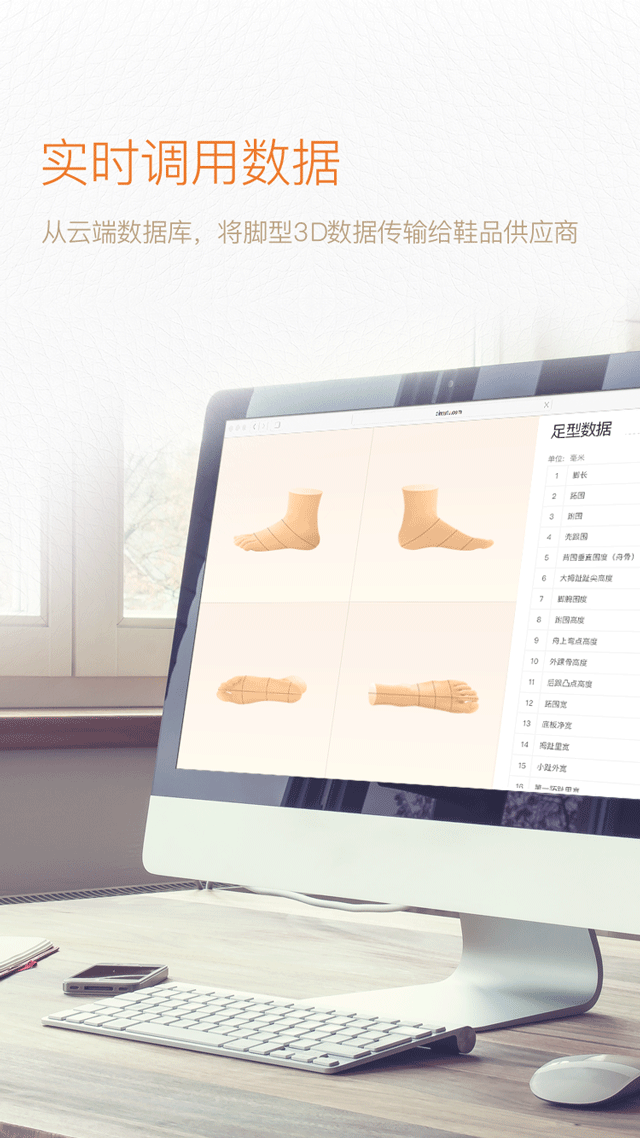 实时调用数据
从云端数据库，将脚型3D数据传输给鞋品供应商
足型数据
单位：毫米
1 脚长
2 跖围
3 跗围
4 兜跟围
5 背围垂直围度（舟骨）
6 大拇趾趾尖高度
7 脚腕围度
8 跗围高度
9 舟上弯点高度
10 外踝骨高度
11 后跟凸点高度
12 跖围宽
13 底板净宽
14 拇趾里宽
15 小趾外宽
16 第一跖趾里宽